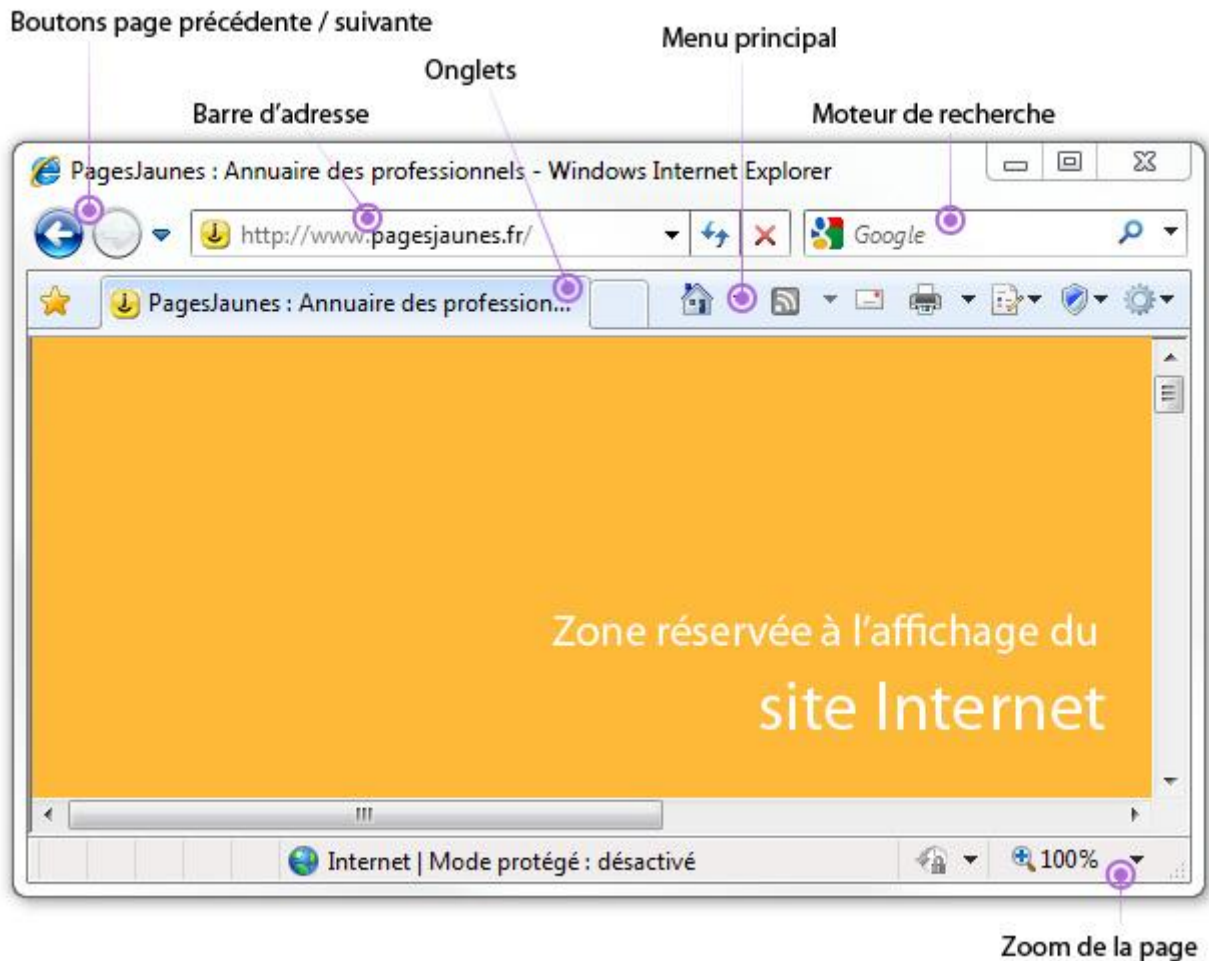 Boutons page précédente / suivante
Menu principal
Onglets
Barre d'adresse
Moteur de recherche
PagesJaunes : Annuaire des professionnels - Windows Internet Explorer
http://www.pagesjaunes.fr/
Google
PagesJaunes : Annuaire des profession...
Zone réservée à l'affichage du
site Internet
Internet | Mode protégé : désactivé
100%
Zoom de la page